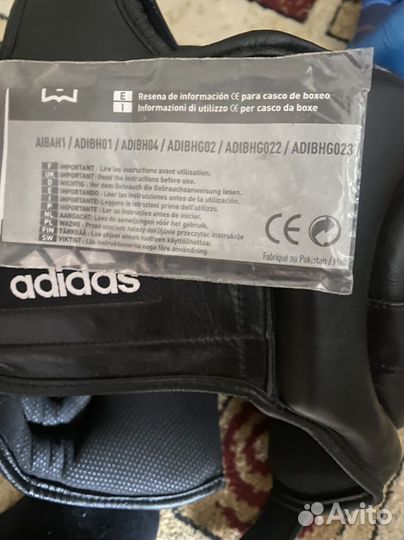 E Resena de información CE para casco de boxeo
I Informazioni di utilizzo CE per casco da boxe
AIBAH1 / ADIBH01 / ADIBH04 / ADIBHG02 / ADIBHG022 / ADIBHG023
F IMPORTANT : Lire les instructions avant utilisation.
UK IMPORTANT : Read the instructions before use.
D WICHTIG : Vor dem Gebrauch die Gebrauchsanweisung lesen.
E IMPORTANDO : Leer las instrucciones antes de la utilización.
I IMPORTANTE: Leggere le istruzioni prima dell'utilizzo.
P IMPORTANTE : Ler as instruções antes de iniciar.
NL AANDACHT: Lees de aanwijzingen vóór het gebruik.
PL WAŻNE : Przed użyciem należy dokładnie przeczytać instrukcje
FIN TÄRKEÄÄ : Lue ohjeet ennen tuotteen käyttöönottoa.
SW VIKTIGT : Läs instruktionen noga före användning.
CE
Fabriqué au Pakistan /
adidas
Avito